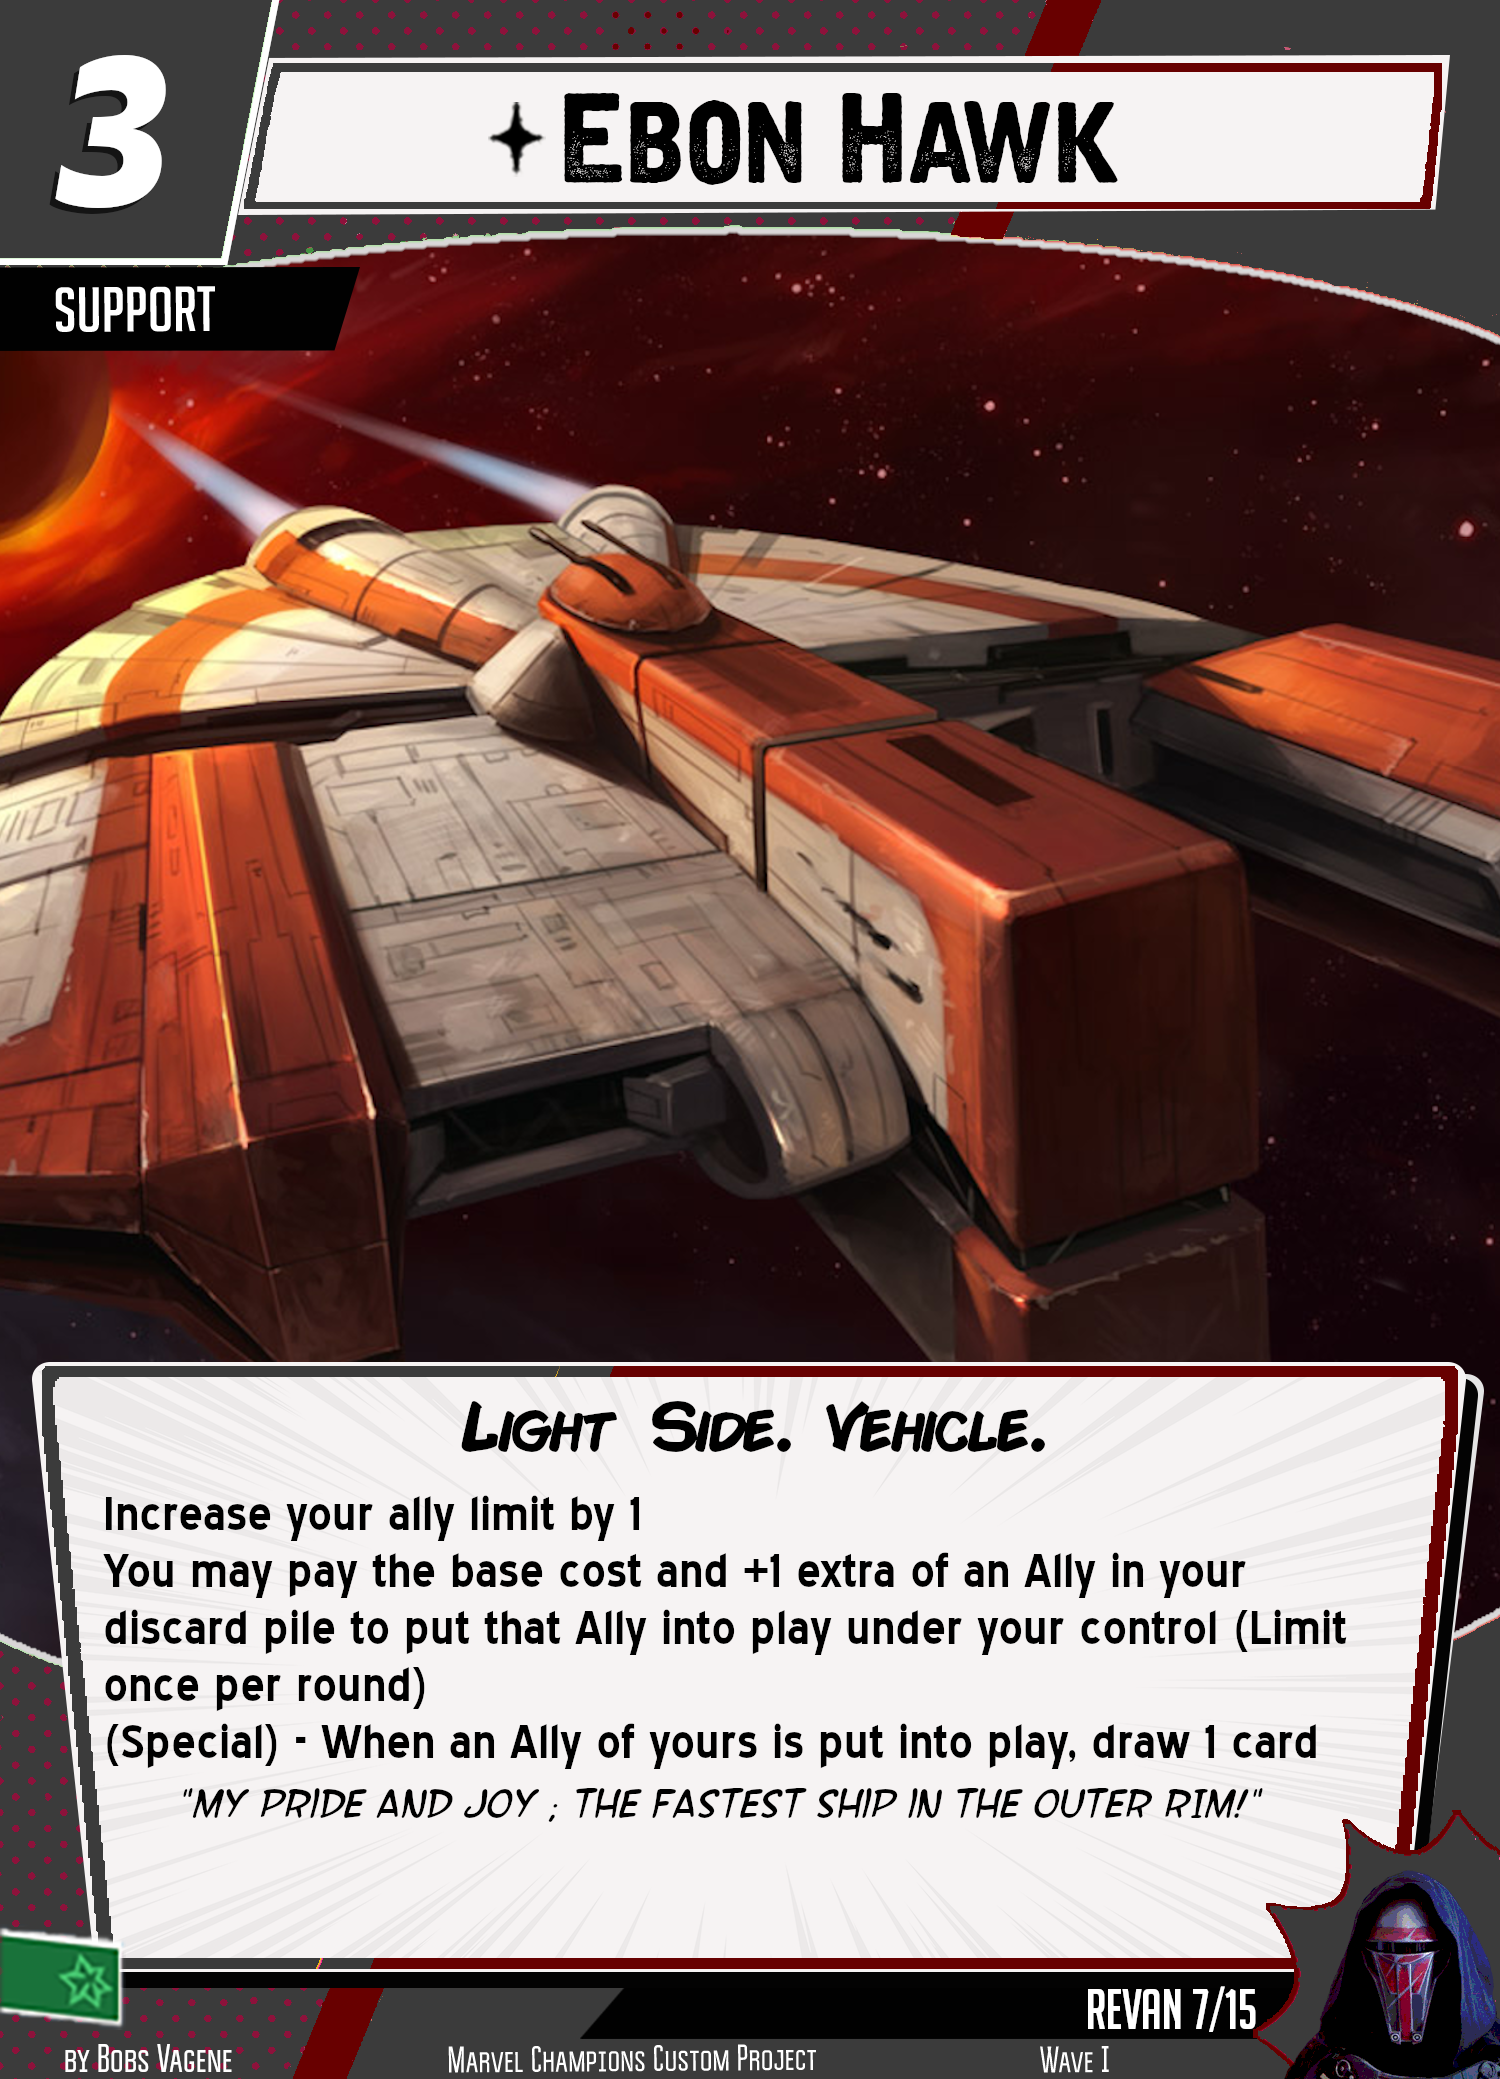 3
Ebon Hawk
SUPPORT
Light Side. Vehicle.
Increase your ally limit by 1
You may pay the base cost and +1 extra of an Ally in your
discard pile to put that Ally into play under your control (Limit
once per round)
(Special) - When an Ally of yours is put into play, draw 1 card
"MY PRIDE AND JOY ; THE FASTEST SHIP IN THE OUTER RIM!"
REVAN 7/15
by Bobs Vagene
Marvel Champions Custom Project
Wave I